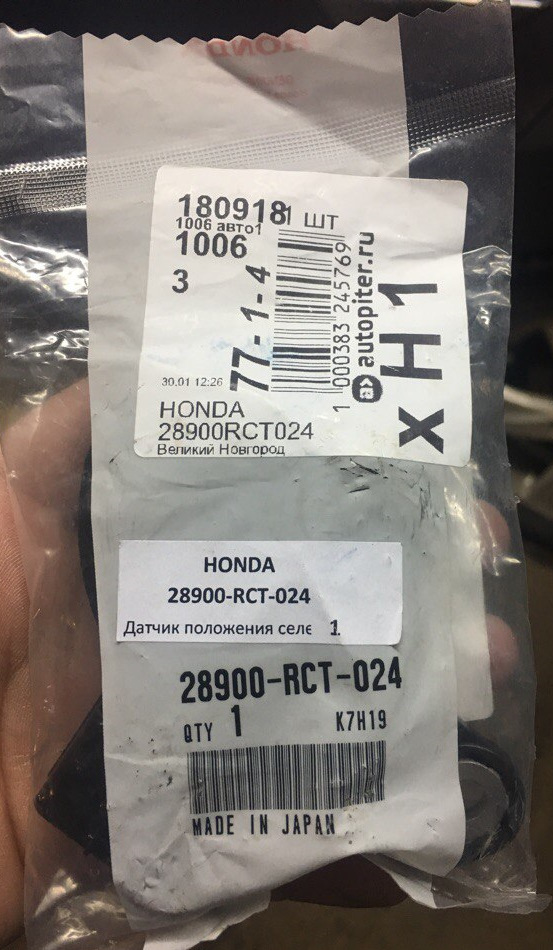 HONDA
180918
1 ШТ
1006 авто1
1006
3
77-1-4
1 000383 245769
autopiter.ru
X H 1
30.01 12:26
HONDA
28900RCT024
Великий Новгород
HONDA
28900-RCT-024
Датчик положения селе 1
28900-RCT-024
QTY 1 K7H19
MADE IN JAPAN